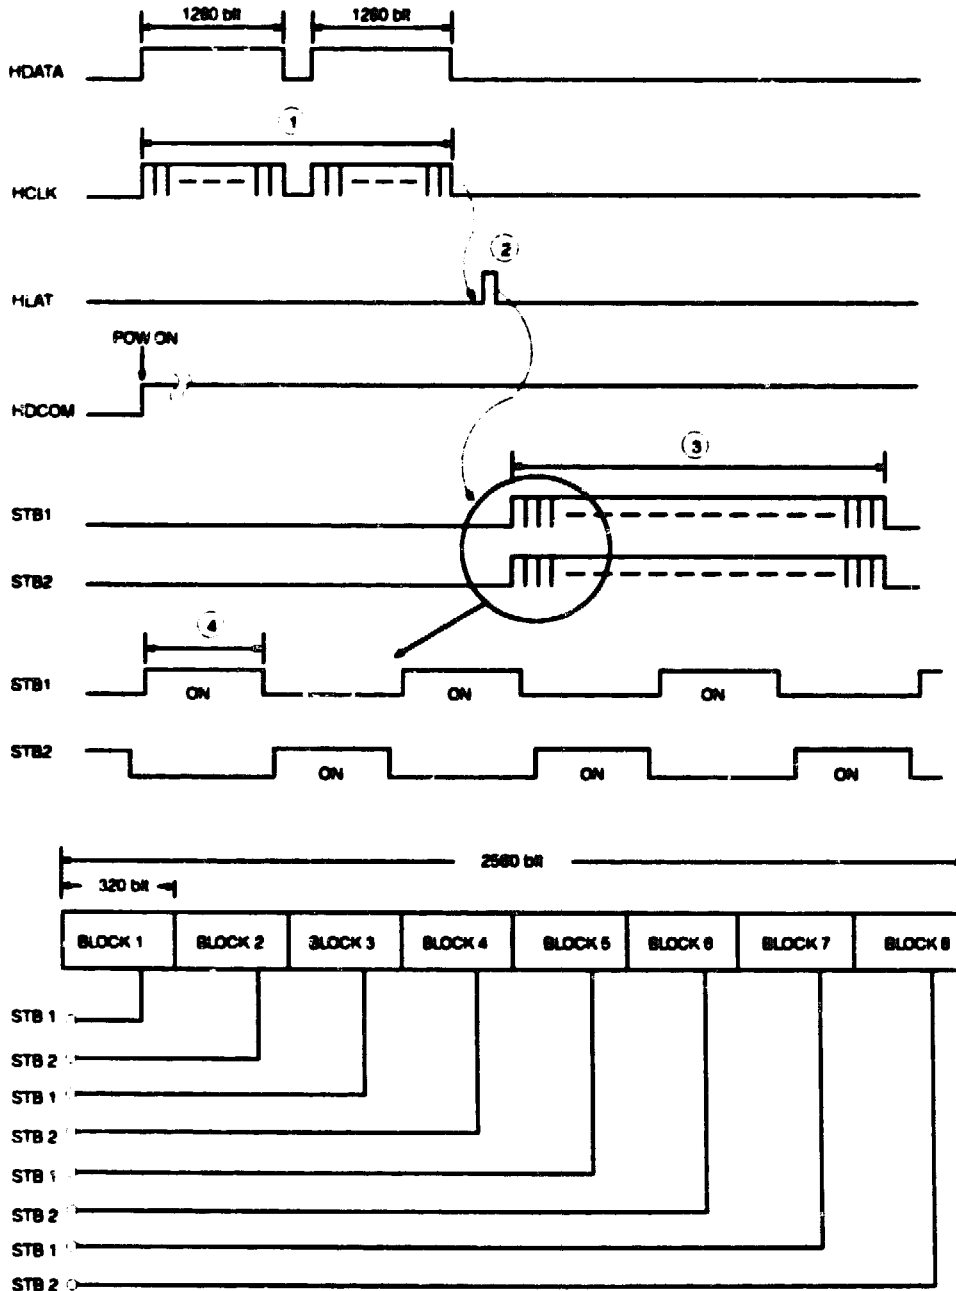 1280 bit 1280 bit
HDATA
1
HCLK
2
HLAT
POW ON
HDCOM
3
STB1
STB2
4
STB1 ON ON ON
STB2 ON ON ON
2560 bit
320 bit
BLOCK 1 BLOCK 2 BLOCK 3 BLOCK 4 BLOCK 5 BLOCK 6 BLOCK 7 BLOCK 8
STB 1
STB 2
STB 1
STB 2
STB 1
STB 2
STB 1
STB 2